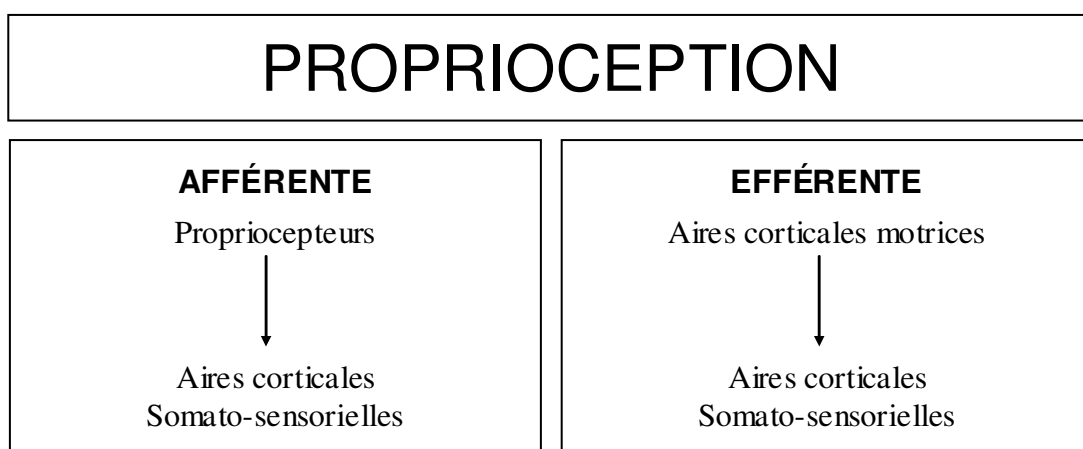 PROPRIOCEPTION
AFFÉRENTE
Propriocepteurs
Aires corticales
Somato-sensorielles
EFFÉRENTE
Aires corticales motrices
Aires corticales
Somato-sensorielles